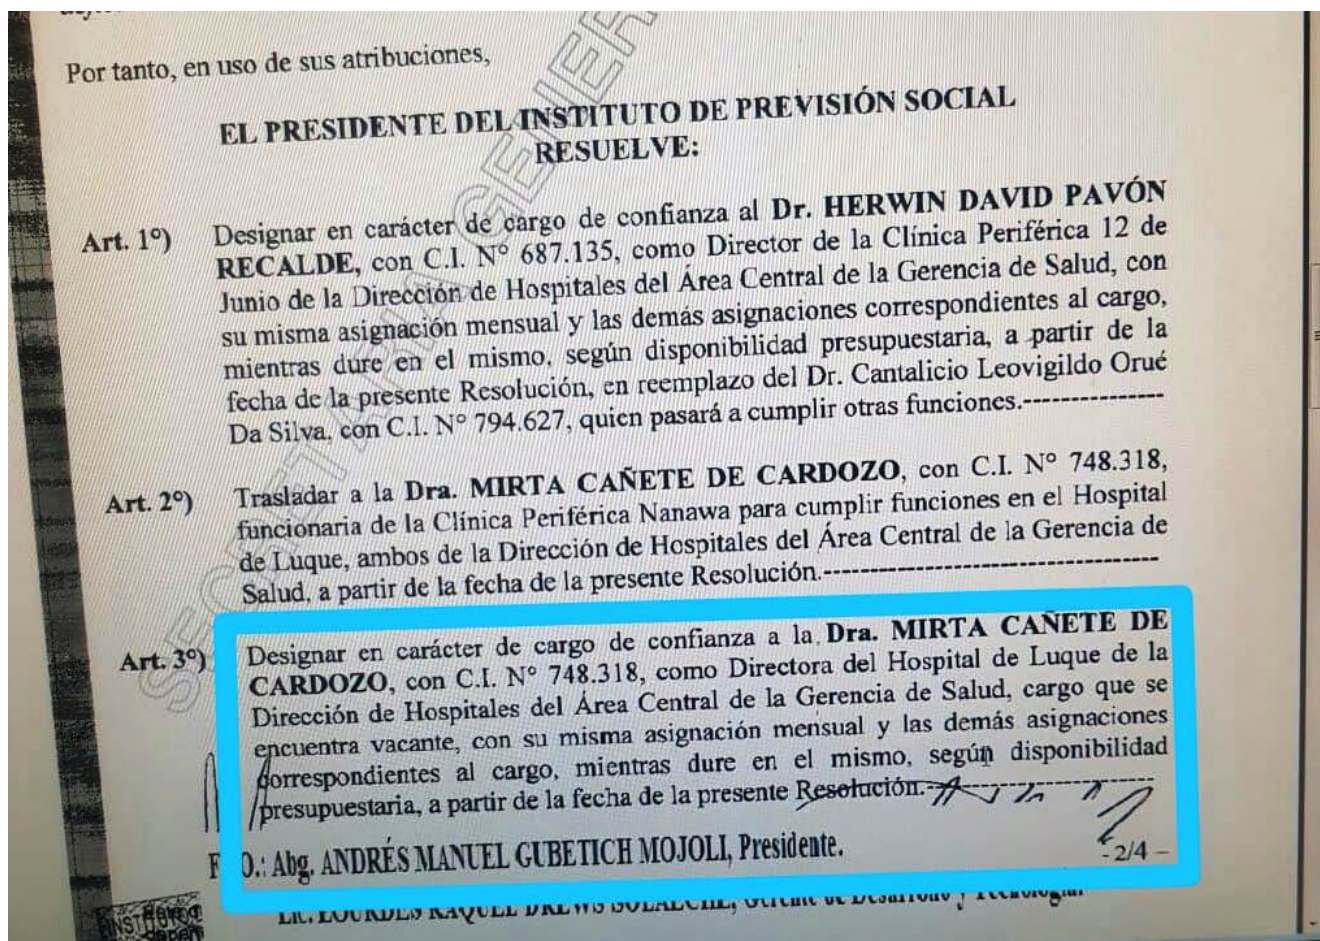 Por tanto, en uso de sus atribuciones,
EL PRESIDENTE DEL INSTITUTO DE PREVISIÓN SOCIAL
RESUELVE:
Art. 1º) Designar en carácter de cargo de confianza al Dr. HERWIN DAVID PAVÓN
RECALDE, con C.I. Nº 687.135, como Director de la Clínica Periférica 12 de
Junio de la Dirección de Hospitales del Área Central de la Gerencia de Salud, con
su misma asignación mensual y las demás asignaciones correspondientes al cargo,
mientras dure en el mismo, según disponibilidad presupuestaria, a partir de la
fecha de la presente Resolución, en reemplazo del Dr. Cantalicio Leovigildo Orué
Da Silva, con C.I. Nº 794.627, quien pasará a cumplir otras funciones.---------------
Art. 2º) Trasladar a la Dra. MIRTA CAÑETE DE CARDOZO, con C.I. Nº 748.318,
funcionaria de la Clínica Periférica Nanawa para cumplir funciones en el Hospital
de Luque, ambos de la Dirección de Hospitales del Área Central de la Gerencia de
Salud, a partir de la fecha de la presente Resolución.------------------------------------
Art. 3º) Designar en carácter de cargo de confianza a la Dra. MIRTA CAÑETE DE
CARDOZO, con C.I. Nº 748.318, como Directora del Hospital de Luque de la
Dirección de Hospitales del Área Central de la Gerencia de Salud, cargo que se
encuentra vacante, con su misma asignación mensual y las demás asignaciones
correspondientes al cargo, mientras dure en el mismo, según disponibilidad
presupuestaria, a partir de la fecha de la presente Resolución.-----------------------
Abg. ANDRÉS MANUEL GUBETICH MOJOLI, Presidente.
- 2/4 -
Lic. LOURDES RAQUEL DREWS